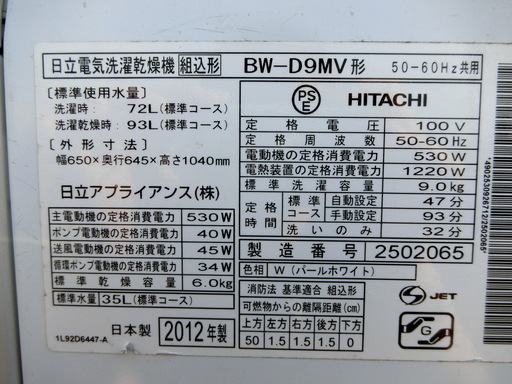 日立電気洗濯乾燥機 組込形 BW-D9MV形 50-60Hz共用
〔標準使用水量〕
洗濯時： 72L(標準コース)
洗濯乾燥時：93L(標準コース)
〔外形寸法〕
幅650×奥行645×高さ1040mm
日立アプライアンス(株)
主電動機の定格消費電力 530W
ポンプ電動機の定格消費電力 40W
送風電動機の定格消費電力 45W
循環ポンプ電動機の定格消費電力 34W
標準乾燥容量 6.0kg
標準水量 35L(標準コース)
日本製 2012年製
1L92D6447-A
PSE HITACHI
定格電圧 100V
定格周波数 50-60Hz
電動機の定格消費電力 530W
電熱装置の定格消費電力 1220W
標準洗濯容量 9.0kg
定格時間 標準コース 自動設定 47分
手動設定 93分
洗いのみ 32分
製造番号 2502065
色相 W(パールホワイト)
消防法 基準適合 組込形
可燃物からの離隔距離(cm)
上方 左方 右方 前方 後方 下方
50 1.5 1.5 1.5 0
S JET
G
*4902530926712/2502065*